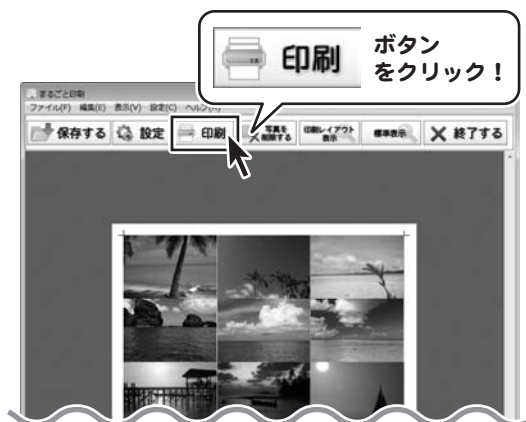 印刷
ボタン
をクリック！
まるごと印刷
ファイル(F) 編集(E) 表示(V) 設定(C) ヘルプ(H)
保存する 設定 印刷 写真を削除する 印刷レイアウト表示 標準表示 終了する